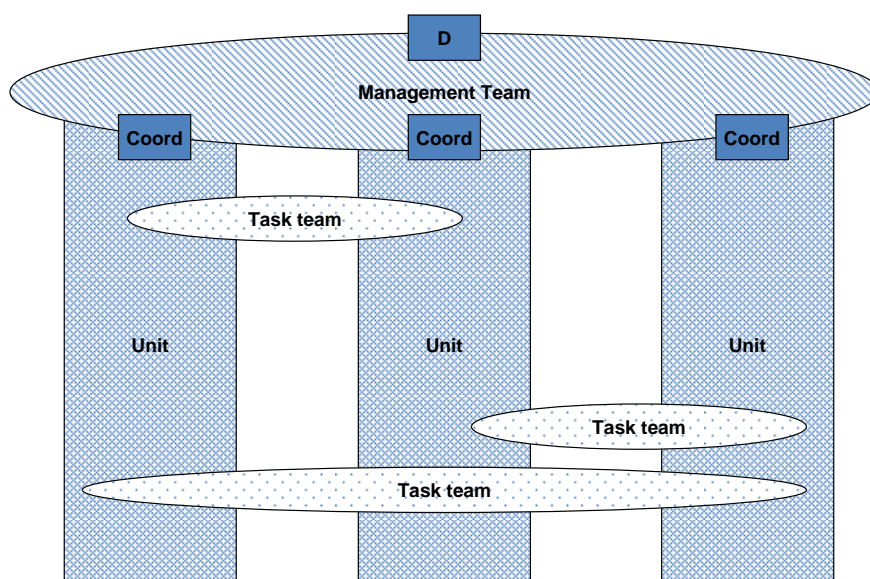 D
Management Team
Coord
Coord
Coord
Task team
Unit
Unit
Unit
Task team
Task team